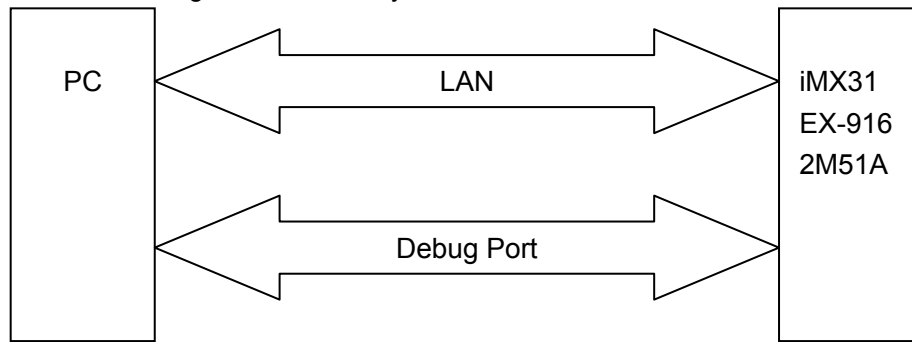 PC
LAN
iMX31
EX-916
2M51A
Debug Port